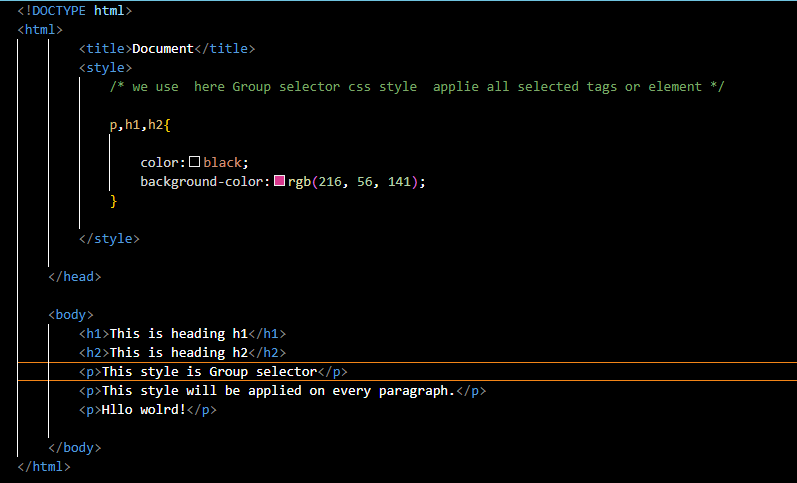 <!DOCTYPE html>
<html>
<title>Document</title>
<style>
/* we use  here Group selector css style  applie all selected tags or element */
p,h1,h2{
color:black;
background-color:rgb(216, 56, 141);
}
</style>
</head>
<body>
<h1>This is heading h1</h1>
<h2>This is heading h2</h2>
<p>This style is Group selector</p>
<p>This style will be applied on every paragraph.</p>
<p>Hllo wolrd!</p>
</body>
</html>